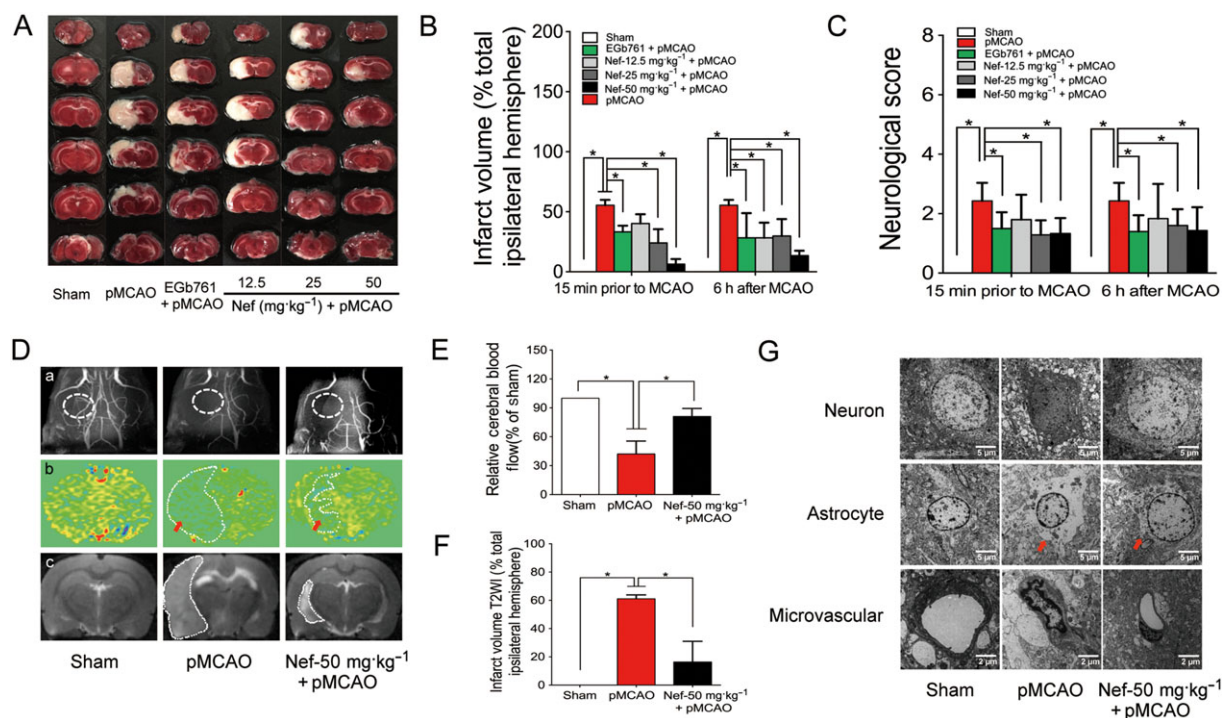 A
Sham
pMCAO
EGb761
+ pMCAO
12.5
25
50
Nef (mg·kg⁻¹) + pMCAO
B
Infarct volume (% total
ipsilateral hemisphere)
200
150
100
50
0
Sham
EGb761 + pMCAO
Nef-12.5 mg·kg⁻¹ + pMCAO
Nef-25 mg·kg⁻¹ + pMCAO
Nef-50 mg·kg⁻¹ + pMCAO
pMCAO
* * * *
* * * * *
15 min prior to MCAO
6 h after MCAO
C
Neurological score
8
6
4
2
0
Sham
pMCAO
EGb761 + pMCAO
Nef-12.5 mg·kg⁻¹ + pMCAO
Nef-25 mg·kg⁻¹ + pMCAO
Nef-50 mg·kg⁻¹ + pMCAO
* * * *
* * * *
15 min prior to MCAO
6 h after MCAO
D
a
b
c
Sham
pMCAO
Nef-50 mg·kg⁻¹
+ pMCAO
E
Relative cerebral blood
flow(% of sham)
150
120
90
60
30
0
* *
Sham
pMCAO
Nef-50 mg·kg⁻¹
+ pMCAO
F
Infarct volume T2WI (% total
ipsilateral hemisphere)
100
80
60
40
20
0
* *
Sham
pMCAO
Nef-50 mg·kg⁻¹
+ pMCAO
G
Neuron
5 μm
5 μm
5 μm
Astrocyte
5 μm
5 μm
5 μm
Microvascular
2 μm
2 μm
2 μm
Sham
pMCAO
Nef-50 mg·kg⁻¹
+ pMCAO